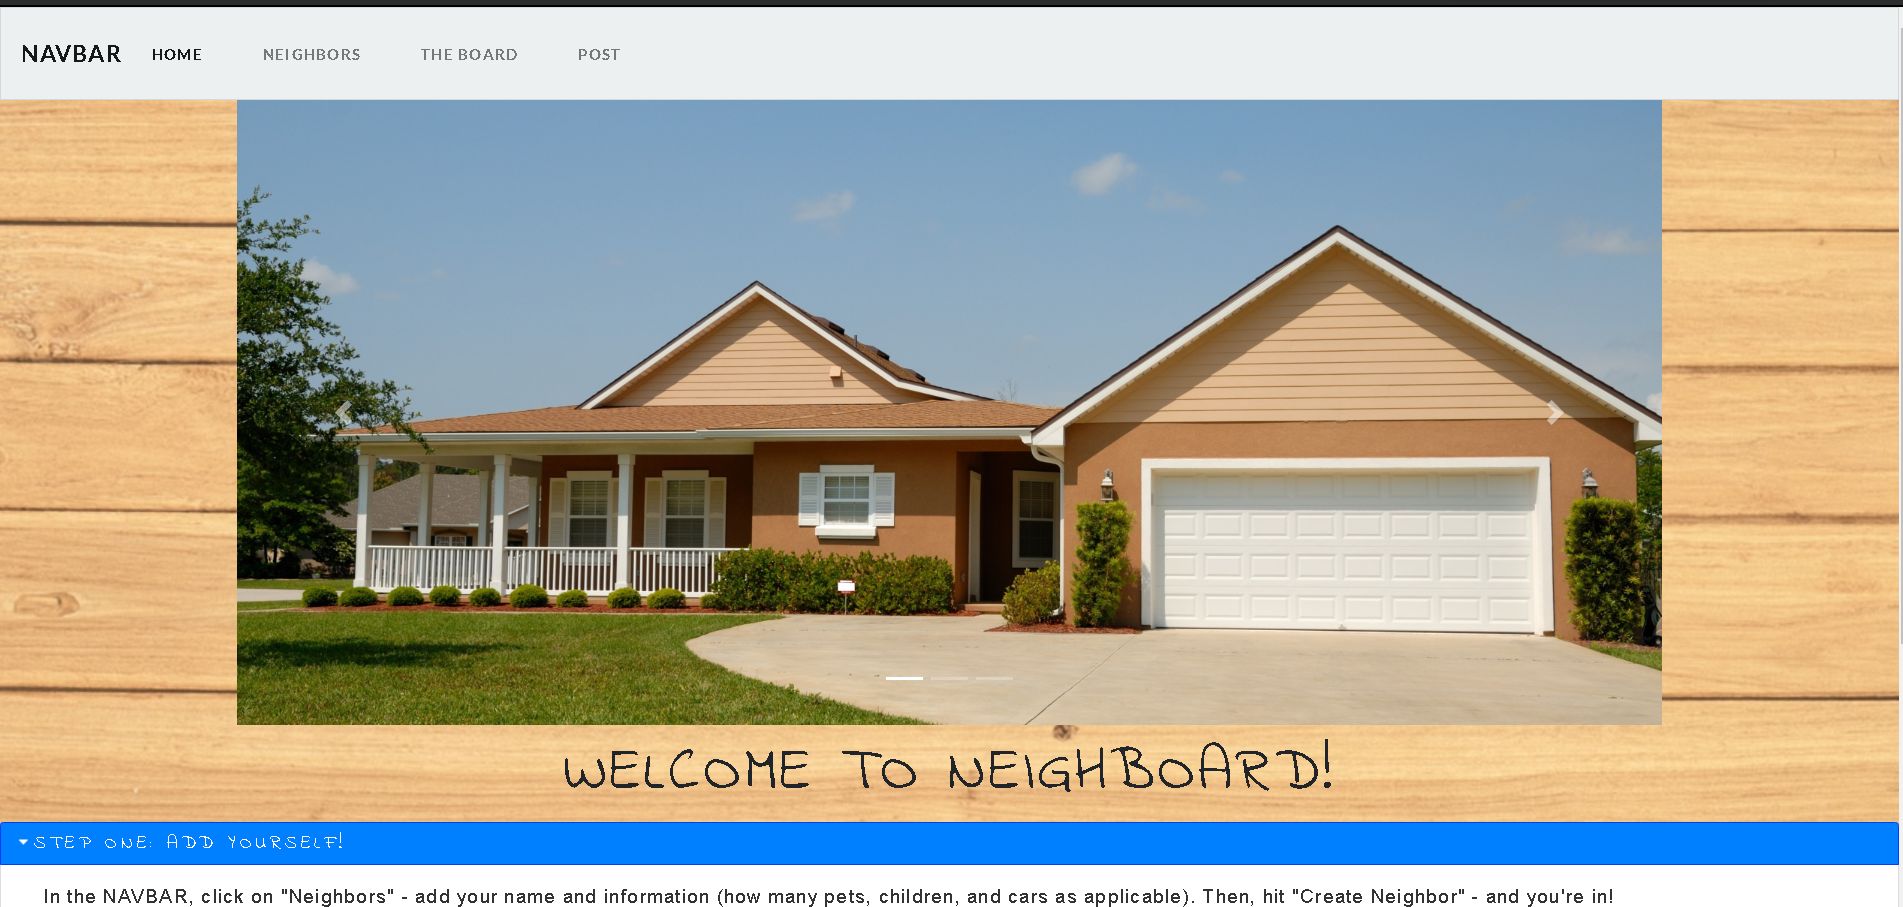 NAVBAR HOME NEIGHBORS THE BOARD POST
WELCOME TO NEIGHBOARD!
STEP ONE: ADD YOURSELF!
In the NAVBAR, click on "Neighbors" - add your name and information (how many pets, children, and cars as applicable). Then, hit "Create Neighbor" - and you're in!